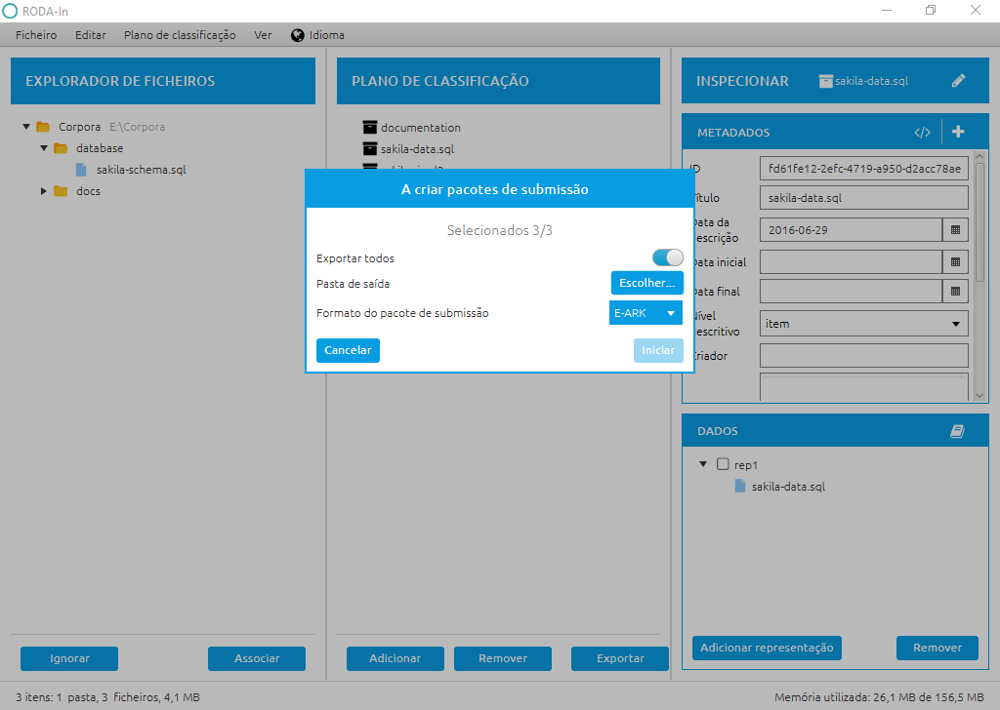 RODA-In
Ficheiro Editar Plano de classificação Ver Idioma
EXPLORADOR DE FICHEIROS
Corpora E:\Corpora
database
sakila-schema.sql
docs
Ignorar Associar
PLANO DE CLASSIFICAÇÃO
documentation
sakila-data.sql
A criar pacotes de submissão
Selecionados 3/3
Exportar todos
Pasta de saída Escolher...
Formato do pacote de submissão E-ARK
Cancelar Iniciar
Adicionar Remover Exportar
INSPECIONAR sakila-data.sql
METADADOS </>
ID fd61fe12-2efc-4719-a950-d2acc78ae
ítulo sakila-data.sql
Data da
escrição 2016-06-29
Data inicial
Data final
Nível
escritivo item
Criador
DADOS
rep1
sakila-data.sql
Adicionar representação Remover
3 itens: 1 pasta, 3 ficheiros, 4,1 MB
Memória utilizada: 26,1 MB de 156,5 MB